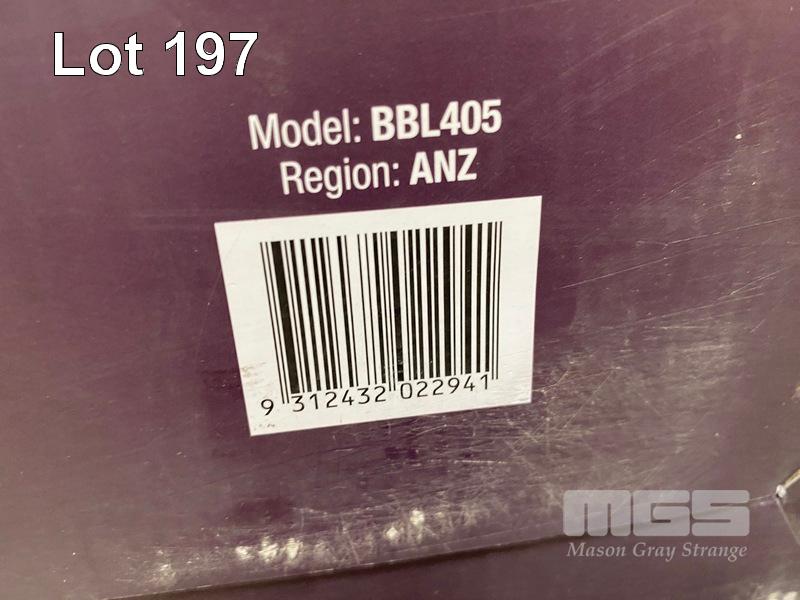 Lot 197
Model: BBL405
Region: ANZ
9 312432 022941
MGS
Mason Gray Strange